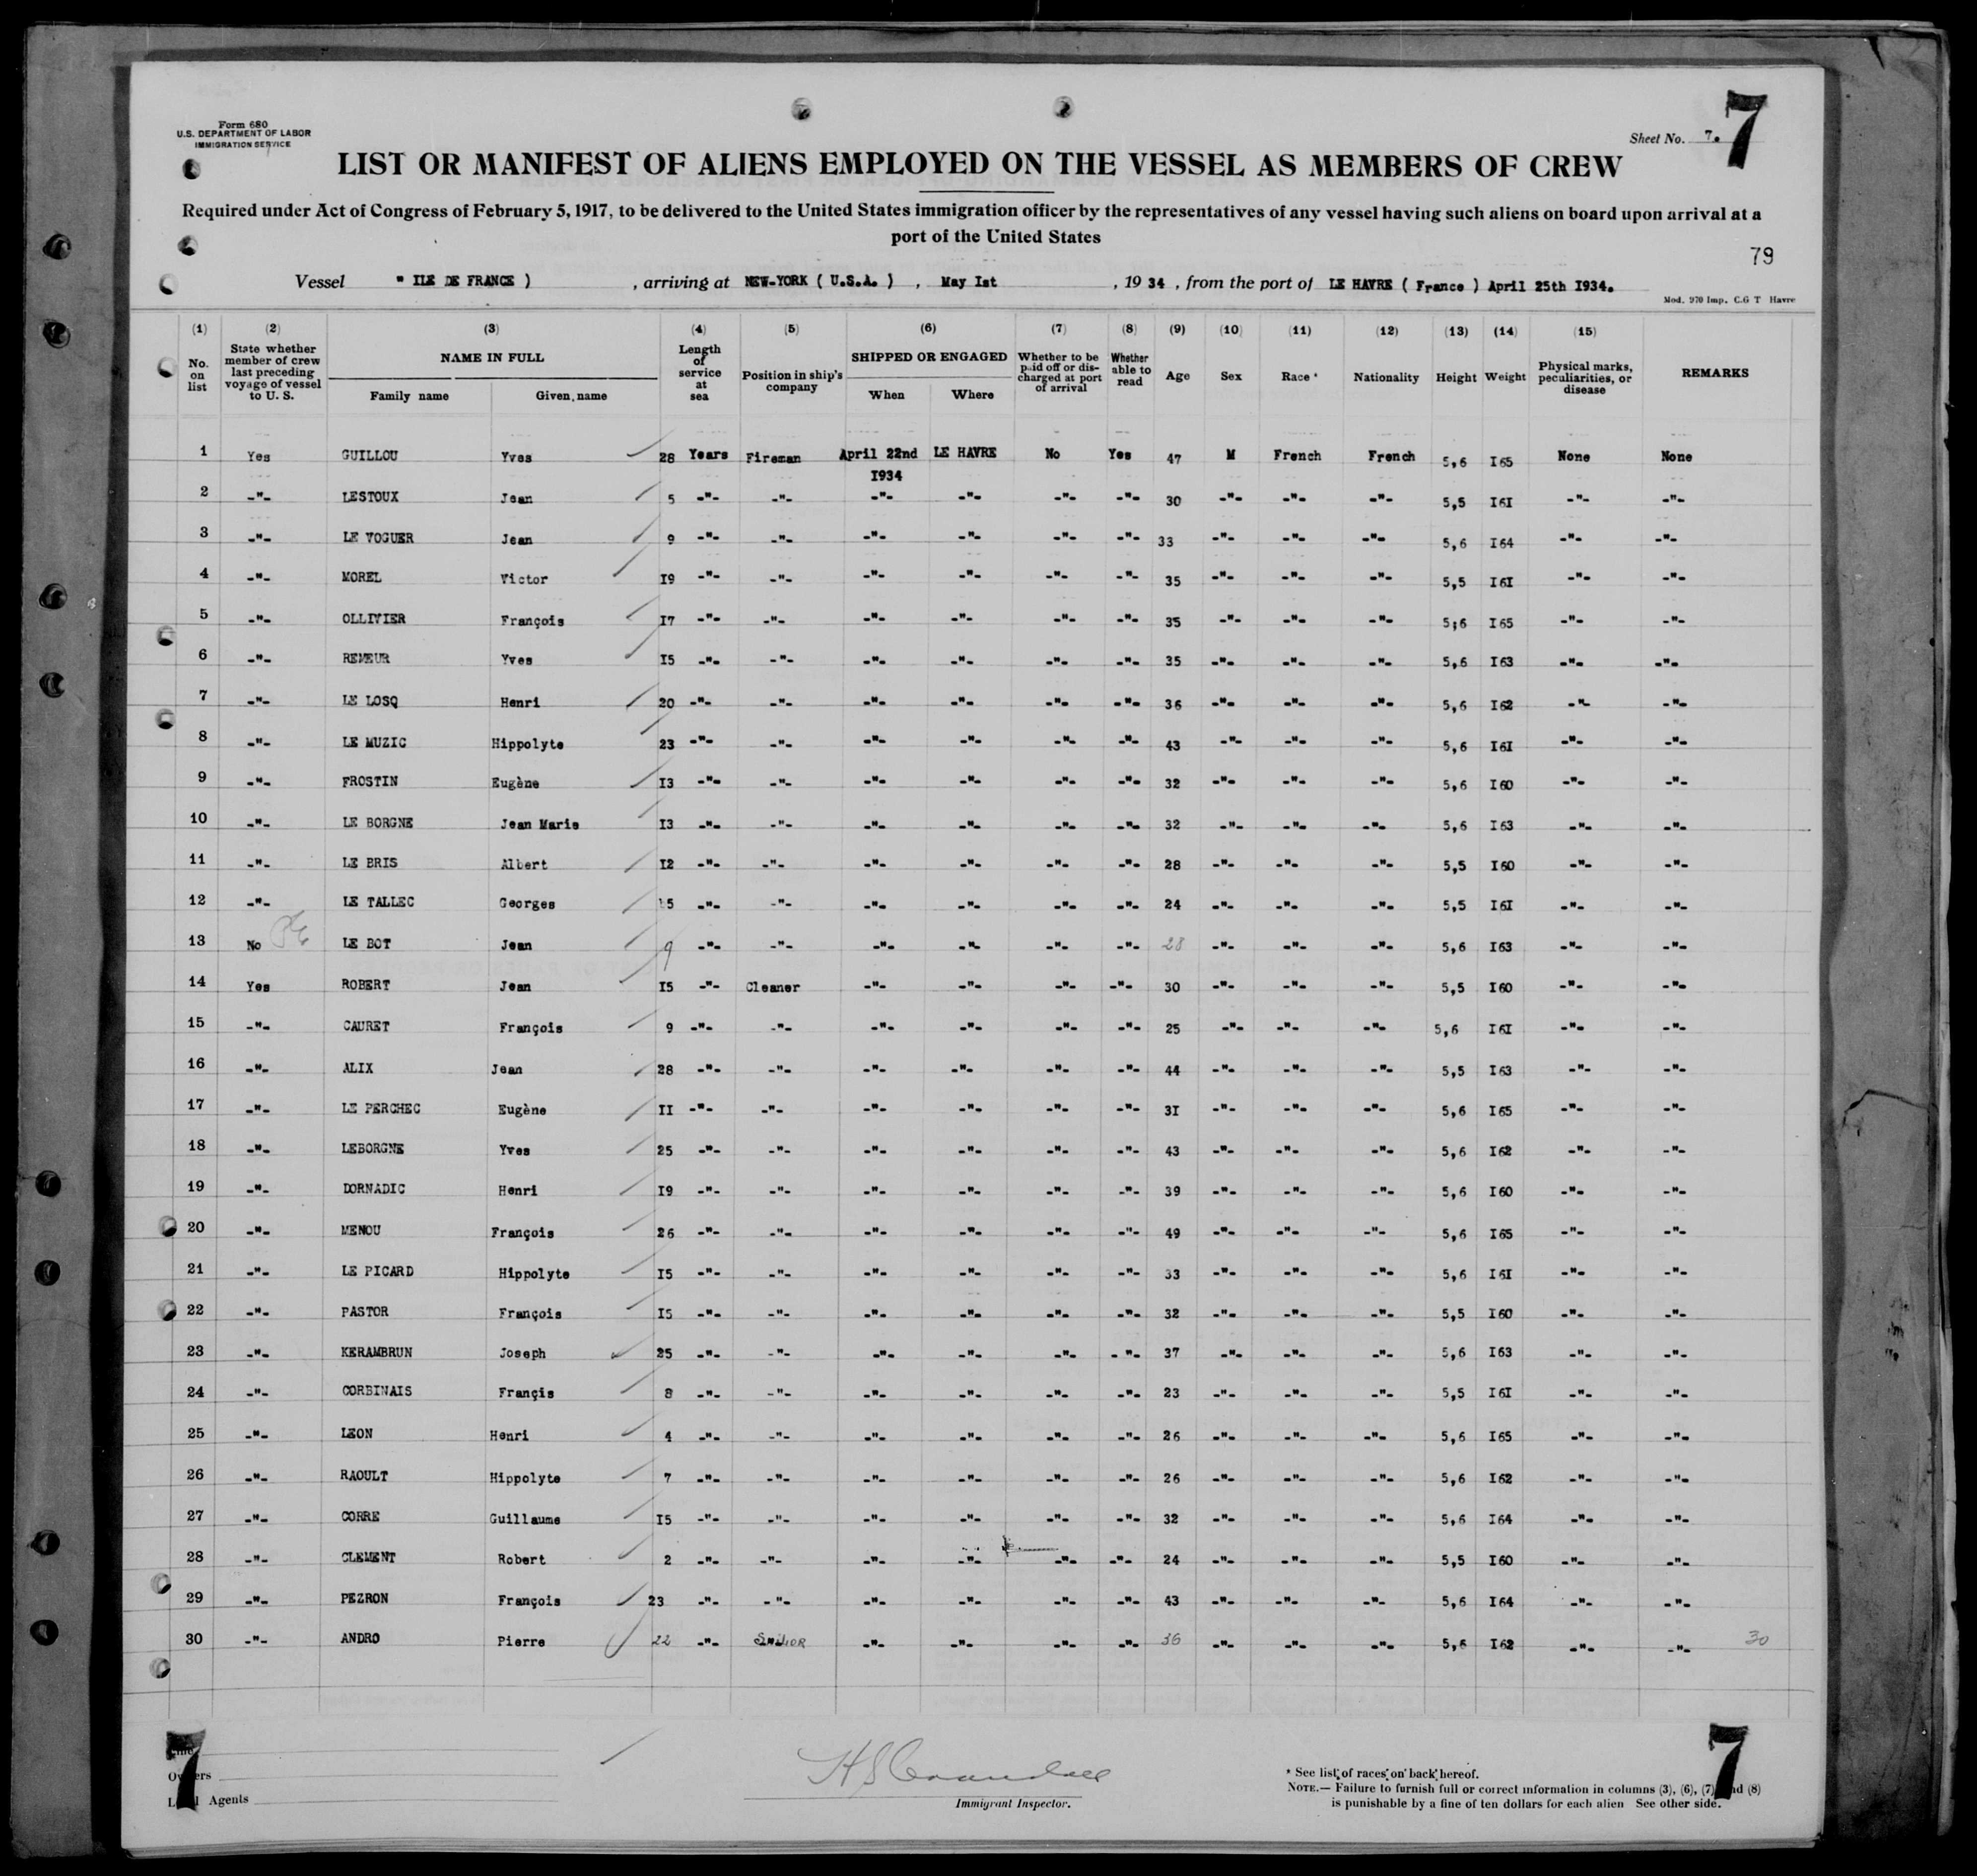 Form 680
U.S. DEPARTMENT OF LABOR
IMMIGRATION SERVICE
Sheet No. 7. 7
LIST OR MANIFEST OF ALIENS EMPLOYED ON THE VESSEL AS MEMBERS OF CREW
Required under Act of Congress of February 5, 1917, to be delivered to the United States immigration officer by the representatives of any vessel having such aliens on board upon arrival at a
port of the United States
79
Vessel " ILE DE FRANCE ) , arriving at NEW-YORK ( U.S.A. ) , May Ist , 19 34 , from the port of LE HAVRE ( France ) April 25th I934.
Mod. 970 Imp. C.G T Havre
(1) (2) (3) (4) (5) (6) (7) (8) (9) (10) (11) (12) (13) (14) (15)
No. on list State whether member of crew last preceding voyage of vessel to U. S. NAME IN FULL Family name Given name Length of service at sea Position in ship's company SHIPPED OR ENGAGED When Where Whether to be paid off or discharged at port of arrival Whether able to read Age Sex Race * Nationality Height Weight Physical marks, peculiarities, or disease REMARKS
1 Yes GUILLOU Yves 28 Years Fireman April 22nd I934 LE HAVRE No Yes 47 M French French 5,6 I65 None None
2 -"- LESTOUX Jean 5 -"- -"- -"- -"- -"- -"- 30 -"- -"- -"- 5,5 I6I -"- -"-
3 -"- LE VOGUER Jean 9 -"- -"- -"- -"- -"- -"- 33 -"- -"- -"- 5,6 I64 -"- -"-
4 -"- MOREL Victor I9 -"- -"- -"- -"- -"- -"- 35 -"- -"- -"- 5,5 I6I -"- -"-
5 -"- OLLIVIER François I7 -"- -"- -"- -"- -"- -"- 35 -"- -"- -"- 5;6 I65 -"- -"-
6 -"- REMEUR Yves I5 -"- -"- -"- -"- -"- -"- 35 -"- -"- -"- 5,6 I63 -"- -"-
7 -"- LE LOSQ Henri 20 -"- -"- -"- -"- -"- -"- 36 -"- -"- -"- 5,6 I62 -"- -"-
8 -"- LE MUZIC Hippolyte 23 -"- -"- -"- -"- -"- -"- 43 -"- -"- -"- 5,6 I6I -"- -"-
9 -"- FROSTIN Eugène I3 -"- -"- -"- -"- -"- -"- 32 -"- -"- -"- 5,6 I60 -"- -"-
10 -"- LE BORGNE Jean Marie I3 -"- -"- -"- -"- -"- -"- 32 -"- -"- -"- 5,6 I63 -"- -"-
11 -"- LE BRIS Albert I2 -"- -"- -"- -"- -"- -"- 28 -"- -"- -"- 5,5 I60 -"- -"-
12 -"- LE TALLEC Georges 5 -"- -"- -"- -"- -"- -"- 24 -"- -"- -"- 5,5 I6I -"- -"-
13 No LE BOT Jean 9 -"- -"- -"- -"- -"- -"- 28 -"- -"- -"- 5,6 I63 -"- -"-
14 Yes ROBERT Jean I5 -"- Cleaner -"- -"- -"- -"- 30 -"- -"- -"- 5,5 I60 -"- -"-
15 -"- CAURET François 9 -"- -"- -"- -"- -"- -"- 25 -"- -"- -"- 5,6 I6I -"- -"-
16 -"- ALIX Jean 28 -"- -"- -"- -"- -"- -"- 44 -"- -"- -"- 5,5 I63 -"- -"-
17 -"- LE PERCHEC Eugène II -"- -"- -"- -"- -"- -"- 3I -"- -"- -"- 5,6 I65 -"- -"-
18 -"- LEBORGNE Yves 25 -"- -"- -"- -"- -"- -"- 43 -"- -"- -"- 5,6 I62 -"- -"-
19 -"- DORNADIC Henri I9 -"- -"- -"- -"- -"- -"- 39 -"- -"- -"- 5,6 I60 -"- -"-
20 -"- MENOU François 26 -"- -"- -"- -"- -"- -"- 49 -"- -"- -"- 5,6 I65 -"- -"-
21 -"- LE PICARD Hippolyte I5 -"- -"- -"- -"- -"- -"- 33 -"- -"- -"- 5,6 I6I -"- -"-
22 -"- PASTOR François I5 -"- -"- -"- -"- -"- -"- 32 -"- -"- -"- 5,5 I60 -"- -"-
23 -"- KERAMBRUN Joseph 25 -"- -"- -"- -"- -"- -"- 37 -"- -"- -"- 5,6 I63 -"- -"-
24 -"- CORBINAIS Françis 8 -"- -"- -"- -"- -"- -"- 23 -"- -"- -"- 5,5 I6I -"- -"-
25 -"- LEON Henri 4 -"- -"- -"- -"- -"- -"- 26 -"- -"- -"- 5,6 I65 -"- -"-
26 -"- RAOULT Hippolyte 7 -"- -"- -"- -"- -"- -"- 26 -"- -"- -"- 5,6 I62 -"- -"-
27 -"- CORRE Guillaume I5 -"- -"- -"- -"- -"- -"- 32 -"- -"- -"- 5,6 I64 -"- -"-
28 -"- CLEMENT Robert 2 -"- -"- -"- -"- -"- -"- 24 -"- -"- -"- 5,5 I60 -"- -"-
29 -"- PEZRON François 23 -"- -"- -"- -"- -"- -"- 43 -"- -"- -"- 5,6 I64 -"- -"-
30 -"- ANDRO Pierre 22 -"- -"- -"- -"- -"- 36 -"- -"- -"- 5,6 I62 -"- -"- 30
7 7
Owners
Local Agents
Immigrant Inspector.
* See list of races on back hereof.
NOTE.— Failure to furnish full or correct information in columns (3), (6), (7) and (8)
is punishable by a fine of ten dollars for each alien See other side.